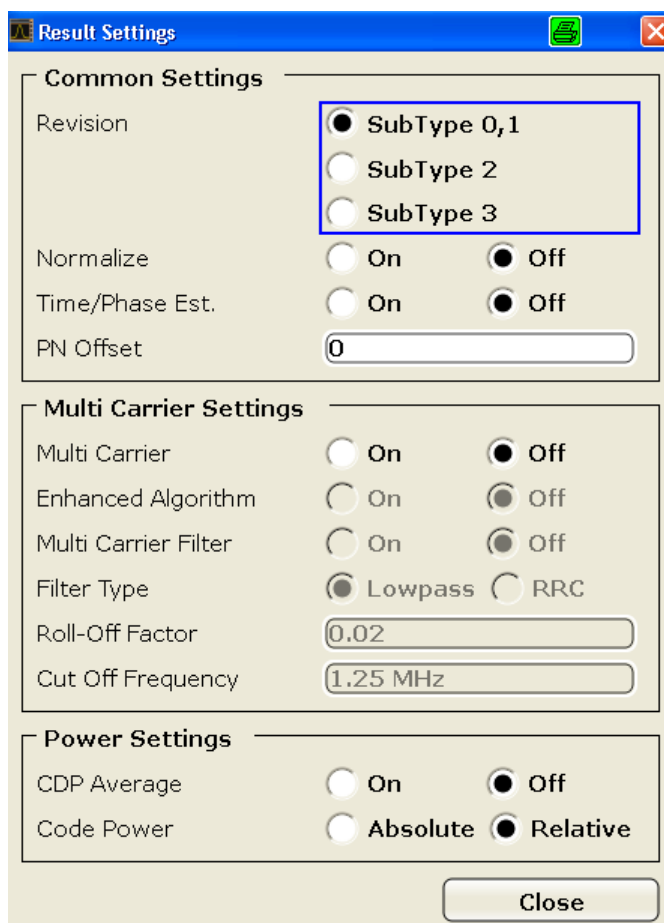 Result Settings
Common Settings
Revision
SubType 0,1
SubType 2
SubType 3
Normalize On Off
Time/Phase Est. On Off
PN Offset 0
Multi Carrier Settings
Multi Carrier On Off
Enhanced Algorithm On Off
Multi Carrier Filter On Off
Filter Type Lowpass RRC
Roll-Off Factor 0.02
Cut Off Frequency 1.25 MHz
Power Settings
CDP Average On Off
Code Power Absolute Relative
Close